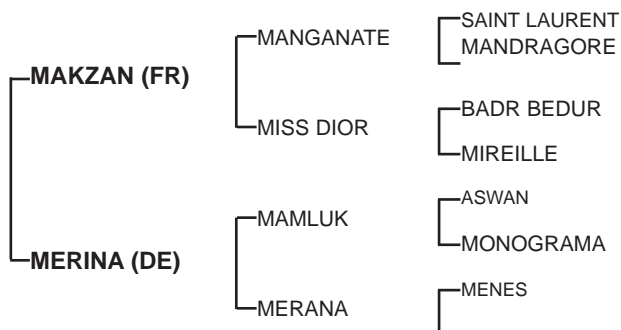 SAINT LAURENT
MANGANATE
MANDRAGORE
MAKZAN (FR)
BADR BEDUR
MISS DIOR
MIREILLE
ASWAN
MAMLUK
MONOGRAMA
MERINA (DE)
MENES
MERANA